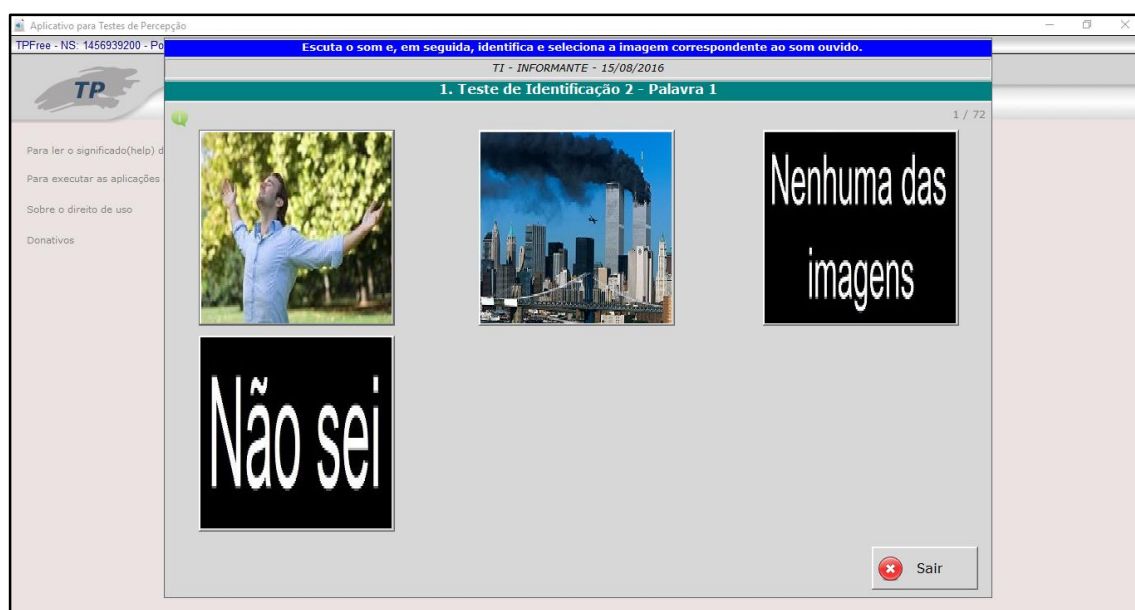 Aplicativo para Testes de Percepção
TPFree - NS: 1456939200 - Po
Escuta o som e, em seguida, identifica e seleciona a imagem correspondente ao som ouvido.
TI - INFORMANTE - 15/08/2016
TP
1. Teste de Identificação 2 - Palavra 1
1 / 72
Para ler o significado(help) d
Para executar as aplicações
Sobre o direito de uso
Donativos
Nenhuma das
imagens
Não sei
Sair